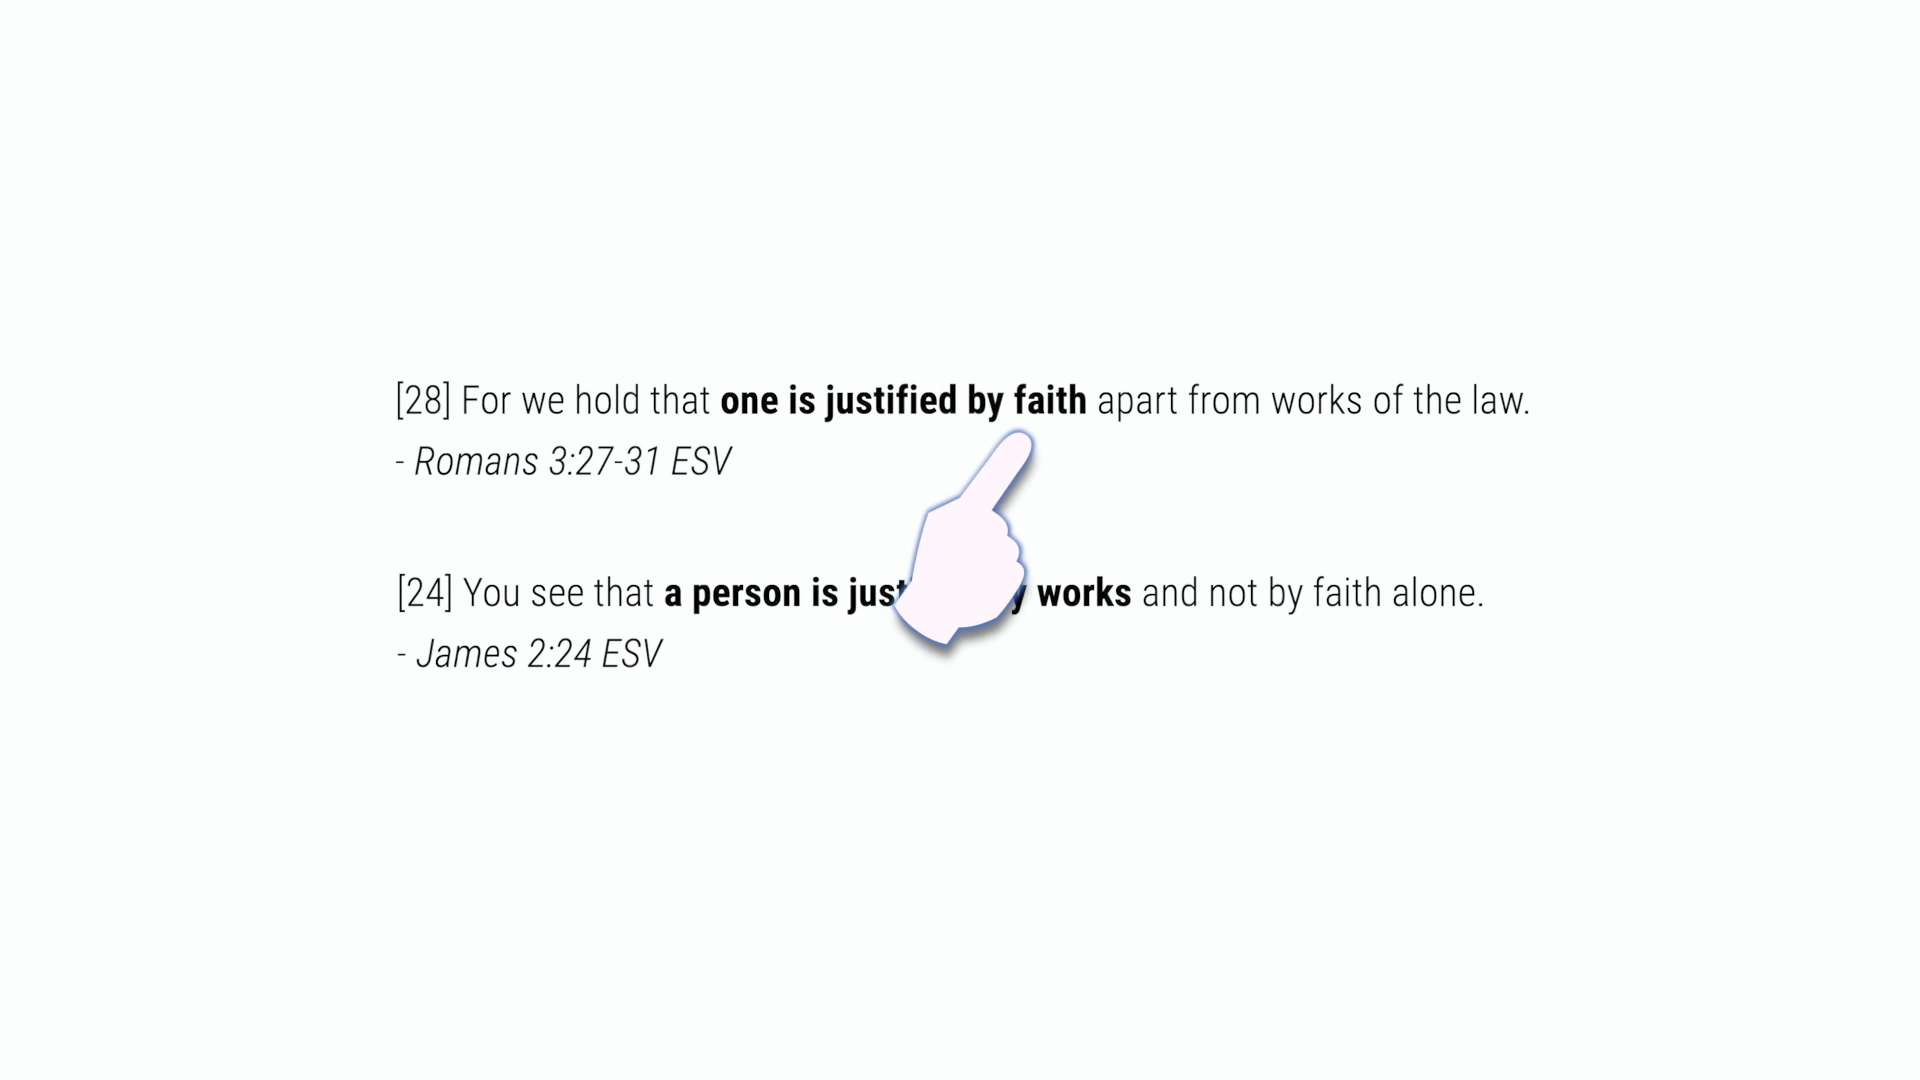 [28] For we hold that one is justified by faith apart from works of the law.
- Romans 3:27-31 ESV
[24] You see that a person is works and not by faith alone.
- James 2:24 ESV